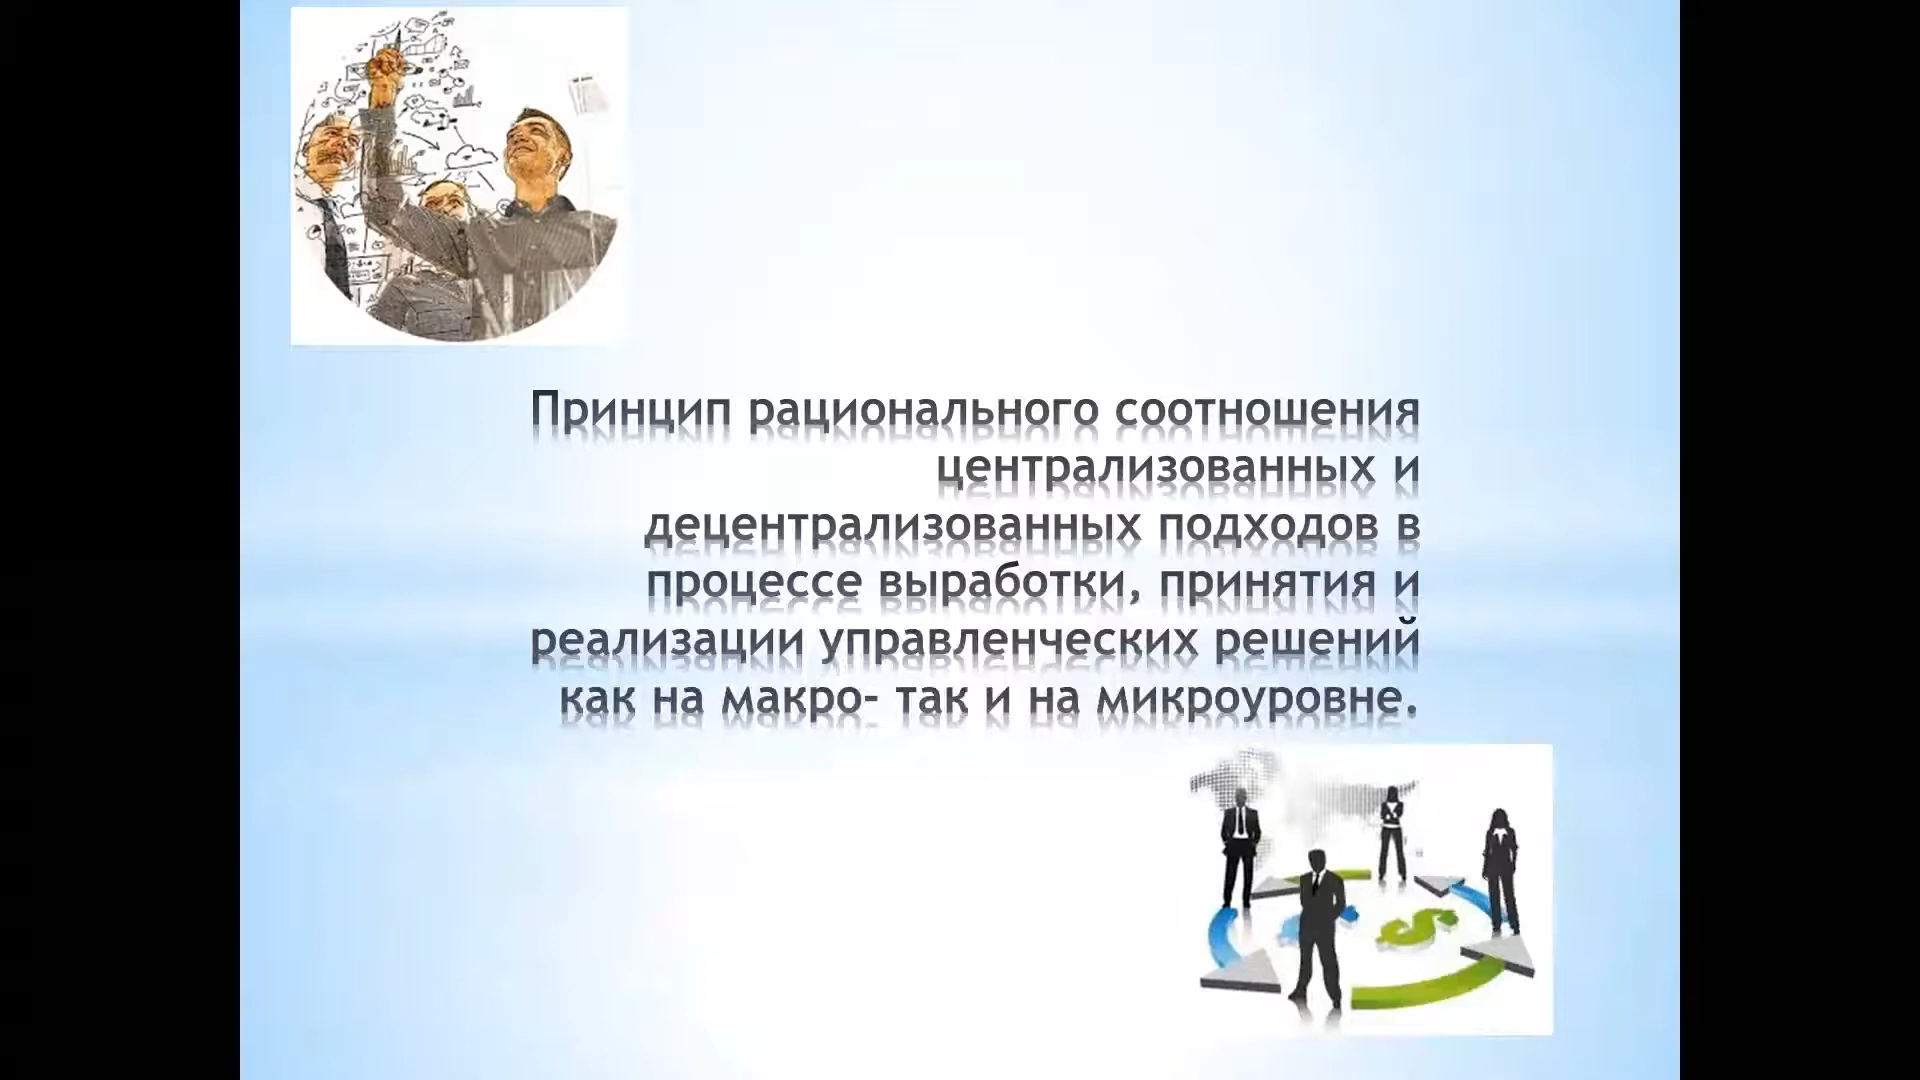 Принцип рационального соотношения
централизованных и
децентрализованных подходов в
процессе выработки, принятия и
реализации управленческих решений
как на макро- так и на микроуровне.